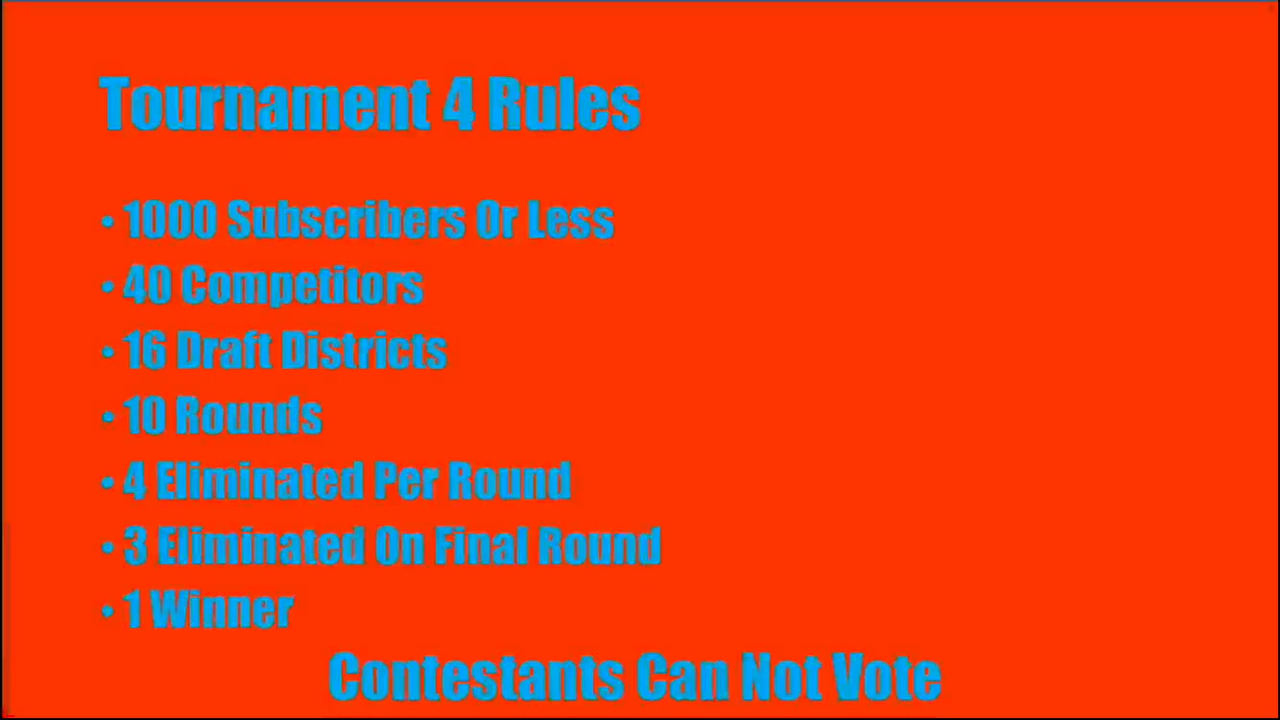 Tournament 4 Rules
• 1000 Subscribers Or Less
• 40 Competitors
• 16 Draft Districts
• 10 Rounds
• 4 Eliminated Per Round
• 3 Eliminated On Final Round
• 1 Winner
Contestants Can Not Vote